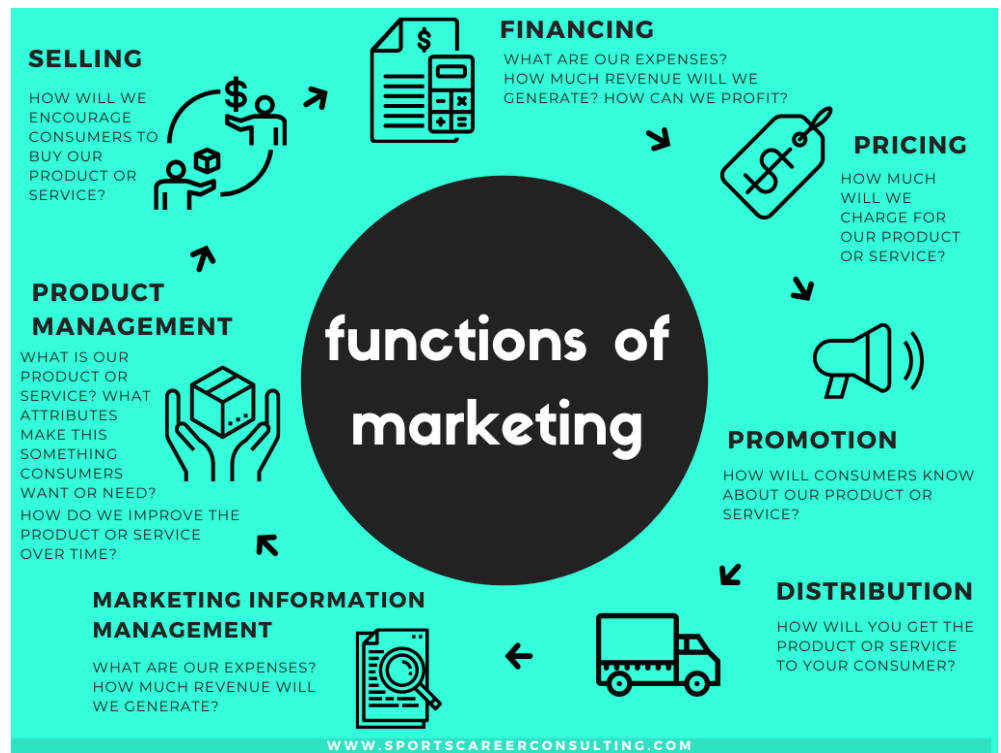 FINANCING
WHAT ARE OUR EXPENSES?
HOW MUCH REVENUE WILL WE
GENERATE? HOW CAN WE PROFIT?
PRICING
HOW MUCH
WILL WE
CHARGE FOR
OUR PRODUCT
OR SERVICE?
PROMOTION
HOW WILL CONSUMERS KNOW
ABOUT OUR PRODUCT OR
SERVICE?
DISTRIBUTION
HOW WILL YOU GET THE
PRODUCT OR SERVICE
TO YOUR CONSUMER?
MARKETING INFORMATION
MANAGEMENT
WHAT ARE OUR EXPENSES?
HOW MUCH REVENUE WILL
WE GENERATE?
PRODUCT
MANAGEMENT
WHAT IS OUR
PRODUCT OR
SERVICE? WHAT
ATTRIBUTES
MAKE THIS
SOMETHING
CONSUMERS
WANT OR NEED?
HOW DO WE IMPROVE THE
PRODUCT OR SERVICE
OVER TIME?
SELLING
HOW WILL WE
ENCOURAGE
CONSUMERS TO
BUY OUR
PRODUCT OR
SERVICE?
functions of
marketing
WWW.SPORTSCAREERCONSULTING.COM